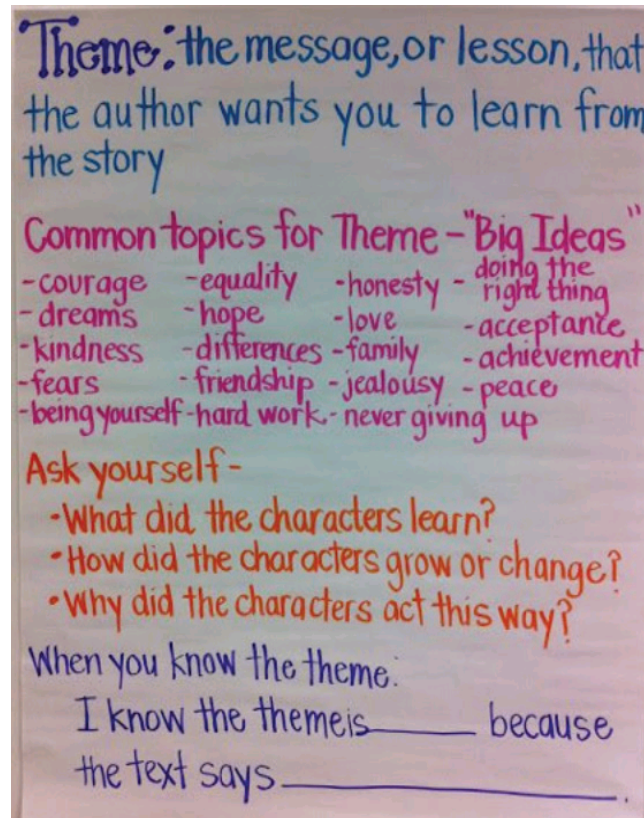 Theme: the message, or lesson, that
the author wants you to learn from
the story
Common topics for Theme - "Big Ideas"
-courage -equality -honesty - doing the right thing
-dreams -hope -love -acceptance
-kindness -differences -family -achievement
-fears -friendship -jealousy -peace
-being yourself -hard work - never giving up
Ask yourself -
•What did the characters learn?
•How did the characters grow or change?
•Why did the characters act this way?
When you know the theme:
I know the theme is_____ because
the text says_______________.